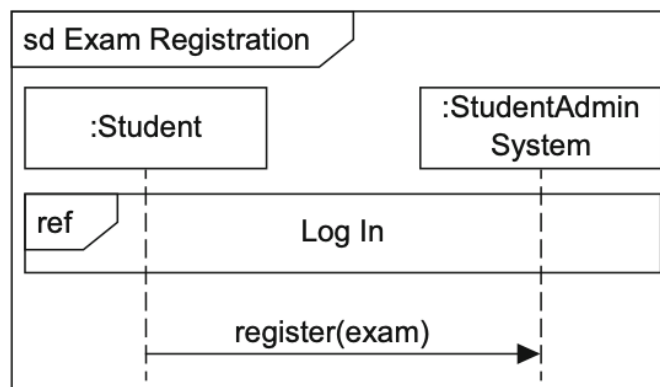 sd Exam Registration
:Student
:StudentAdmin
System
ref
Log In
register(exam)